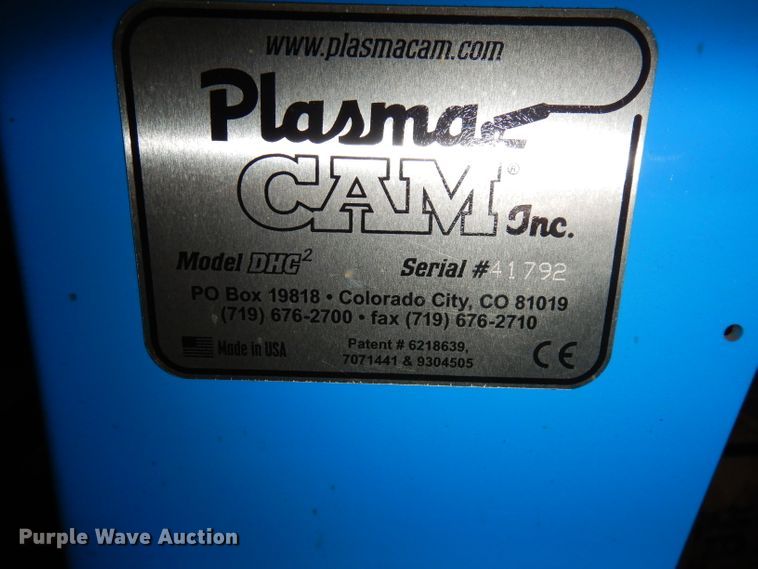 www.plasmacam.com
Plasma
CAM® Inc.
Model DHC² Serial #41792
PO Box 19818 • Colorado City, CO 81019
(719) 676-2700 • fax (719) 676-2710
Made in USA
Patent # 6218639,
7071441 & 9304505
CE
Purple Wave Auction